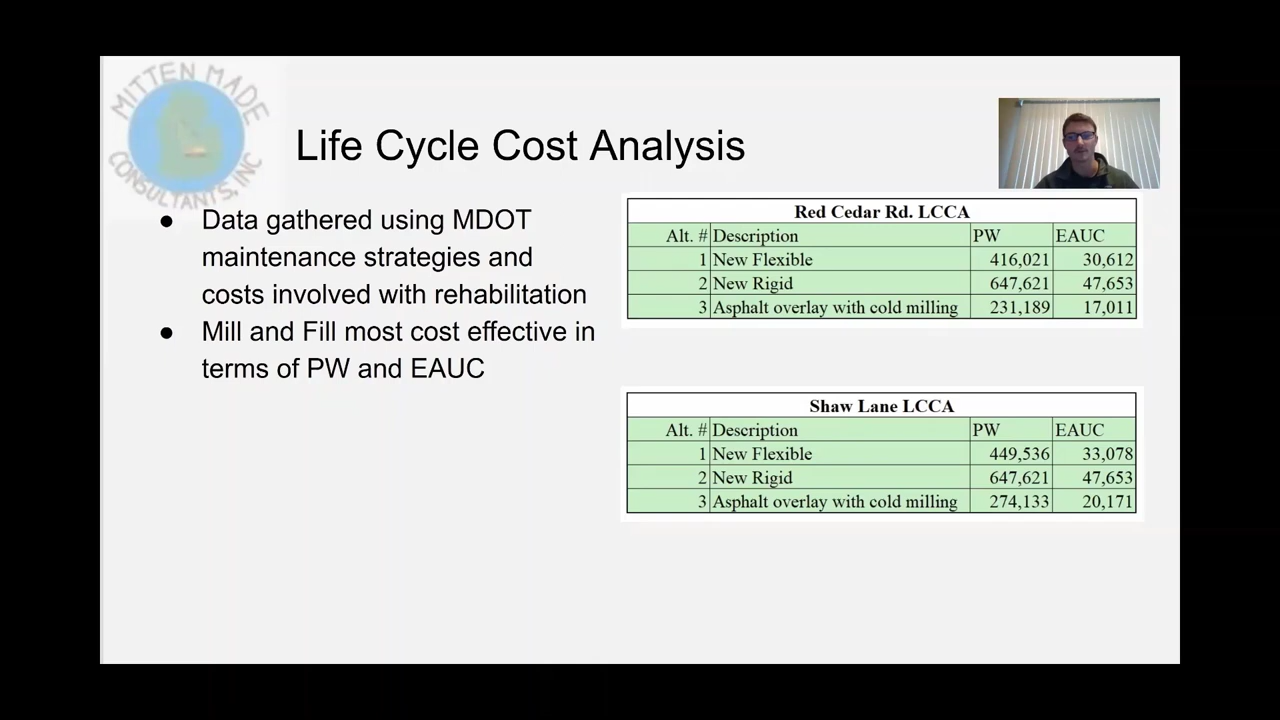 MITTEN MADE
CONSULTANTS, INC
Life Cycle Cost Analysis
● Data gathered using MDOT
maintenance strategies and
costs involved with rehabilitation
● Mill and Fill most cost effective in
terms of PW and EAUC
Red Cedar Rd. LCCA
Alt. # Description PW EAUC
1 New Flexible 416,021 30,612
2 New Rigid 647,621 47,653
3 Asphalt overlay with cold milling 231,189 17,011
Shaw Lane LCCA
Alt. # Description PW EAUC
1 New Flexible 449,536 33,078
2 New Rigid 647,621 47,653
3 Asphalt overlay with cold milling 274,133 20,171